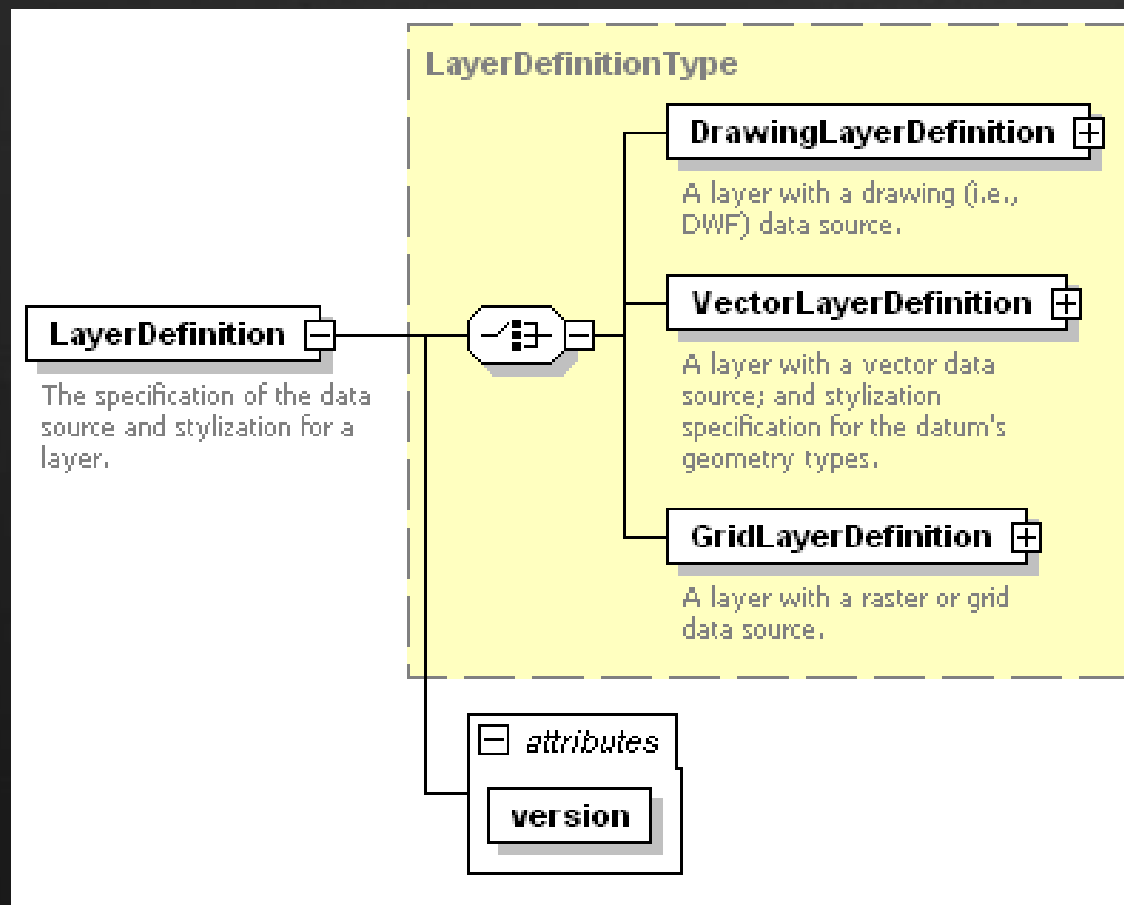 LayerDefinitionType
DrawingLayerDefinition
A layer with a drawing (i.e.,
DWF) data source.
VectorLayerDefinition
A layer with a vector data
source; and stylization
specification for the datum's
geometry types.
LayerDefinition
The specification of the data
source and stylization for a
layer.
GridLayerDefinition
A layer with a raster or grid
data source.
attributes
version